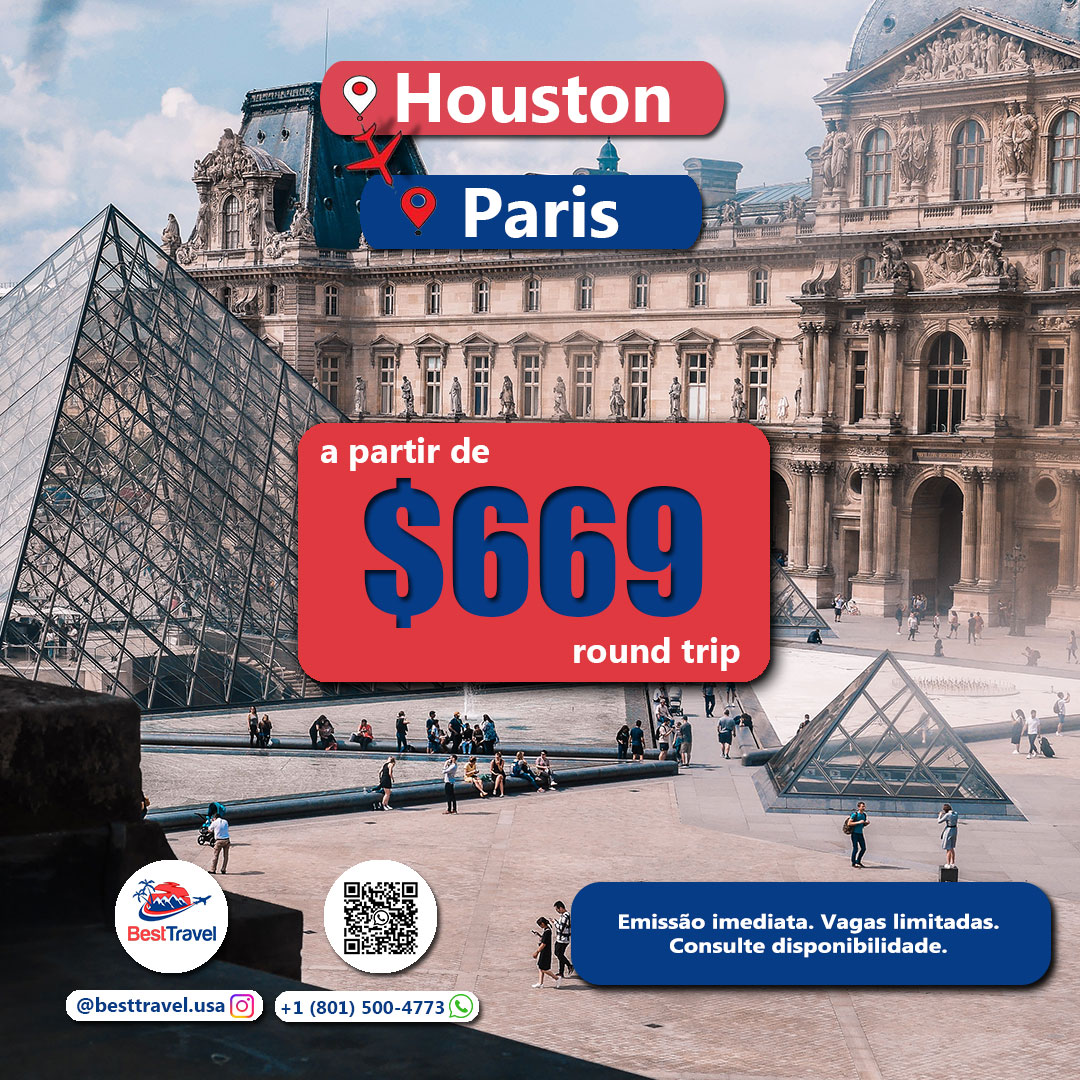 Houston
Paris
a partir de
$669
round trip
BestTravel
Emissão imediata. Vagas limitadas.
Consulte disponibilidade.
@besttravel.usa
+1 (801) 500-4773